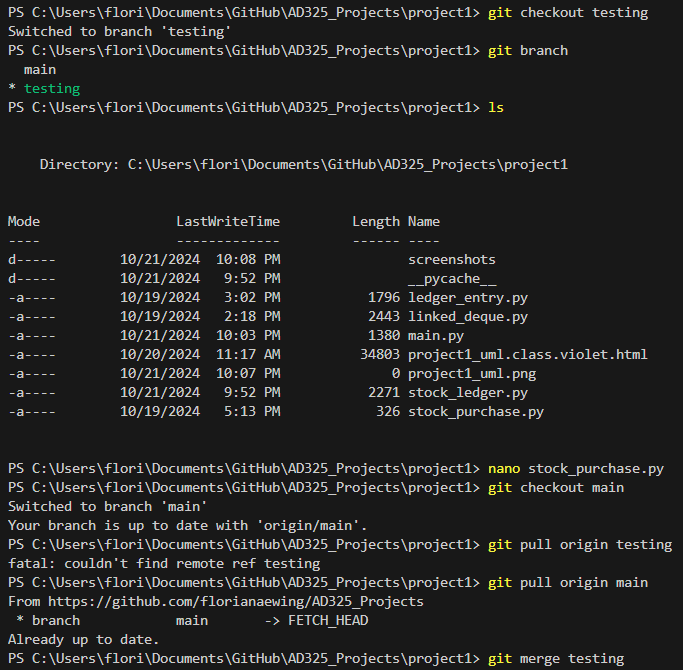 PS C:\Users\flori\Documents\GitHub\AD325_Projects\project1> git checkout testing
Switched to branch 'testing'
PS C:\Users\flori\Documents\GitHub\AD325_Projects\project1> git branch
  main
* testing
PS C:\Users\flori\Documents\GitHub\AD325_Projects\project1> ls
    Directory: C:\Users\flori\Documents\GitHub\AD325_Projects\project1
Mode                 LastWriteTime         Length Name
----                 -------------         ------ ----
d-----        10/21/2024  10:08 PM                screenshots
d-----        10/21/2024   9:52 PM                __pycache__
-a----        10/19/2024   3:02 PM           1796 ledger_entry.py
-a----        10/19/2024   2:18 PM           2443 linked_deque.py
-a----        10/21/2024  10:03 PM           1380 main.py
-a----        10/20/2024  11:17 AM          34803 project1_uml.class.violet.html
-a----        10/21/2024  10:07 PM              0 project1_uml.png
-a----        10/21/2024   9:52 PM           2271 stock_ledger.py
-a----        10/19/2024   5:13 PM            326 stock_purchase.py
PS C:\Users\flori\Documents\GitHub\AD325_Projects\project1> nano stock_purchase.py
PS C:\Users\flori\Documents\GitHub\AD325_Projects\project1> git checkout main
Switched to branch 'main'
Your branch is up to date with 'origin/main'.
PS C:\Users\flori\Documents\GitHub\AD325_Projects\project1> git pull origin testing
fatal: couldn't find remote ref testing
PS C:\Users\flori\Documents\GitHub\AD325_Projects\project1> git pull origin main
From https://github.com/florianaewing/AD325_Projects
 * branch            main       -> FETCH_HEAD
Already up to date.
PS C:\Users\flori\Documents\GitHub\AD325_Projects\project1> git merge testing